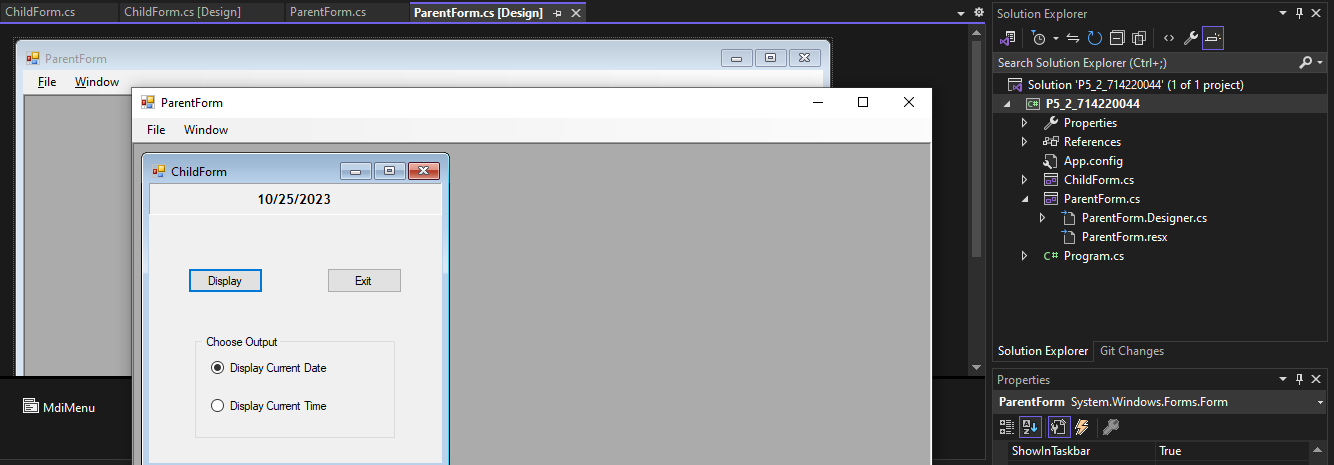 ChildForm.cs
ChildForm.cs [Design]
ParentForm.cs
ParentForm.cs [Design]
ParentForm
File Window
ParentForm
File Window
ChildForm
10/25/2023
Display
Exit
Choose Output
Display Current Date
Display Current Time
MdiMenu
Solution Explorer
Search Solution Explorer (Ctrl+;)
Solution 'P5_2_714220044' (1 of 1 project)
P5_2_714220044
Properties
References
App.config
ChildForm.cs
ParentForm.cs
ParentForm.Designer.cs
ParentForm.resx
C# Program.cs
Solution Explorer Git Changes
Properties
ParentForm System.Windows.Forms.Form
ShowInTaskbar True